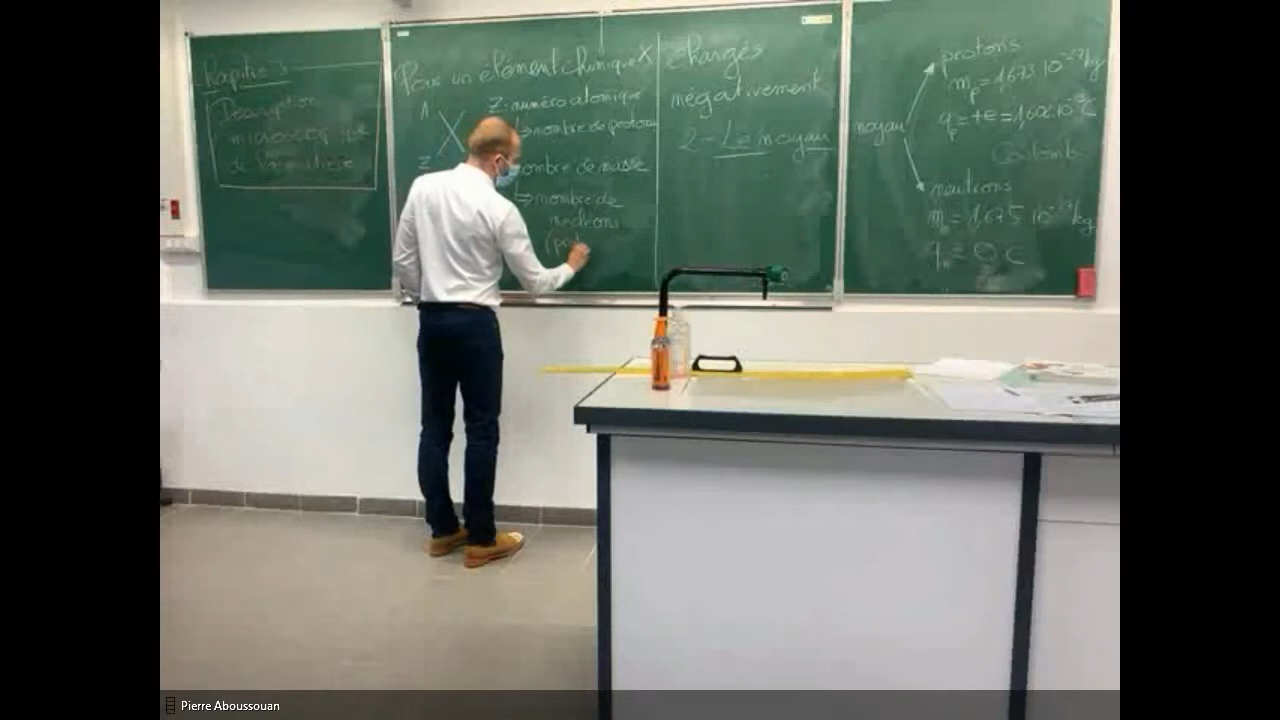 Chapitre 3
Description
microscopique
de la matière
Pour un élément chimique X
A
X
Z
Z: numéro atomique
↳ nombre de protons
nombre de masse
↳ nombre de
nucléons
chargés
négativement
2 - Le noyau
noyau
protons
mp = 1,673 10^-27 kg
qp = +e = 1,602 10 C
Coulomb
neutrons
m = 1,675 10^-27 kg
qn = 0 C
Pierre Aboussouan